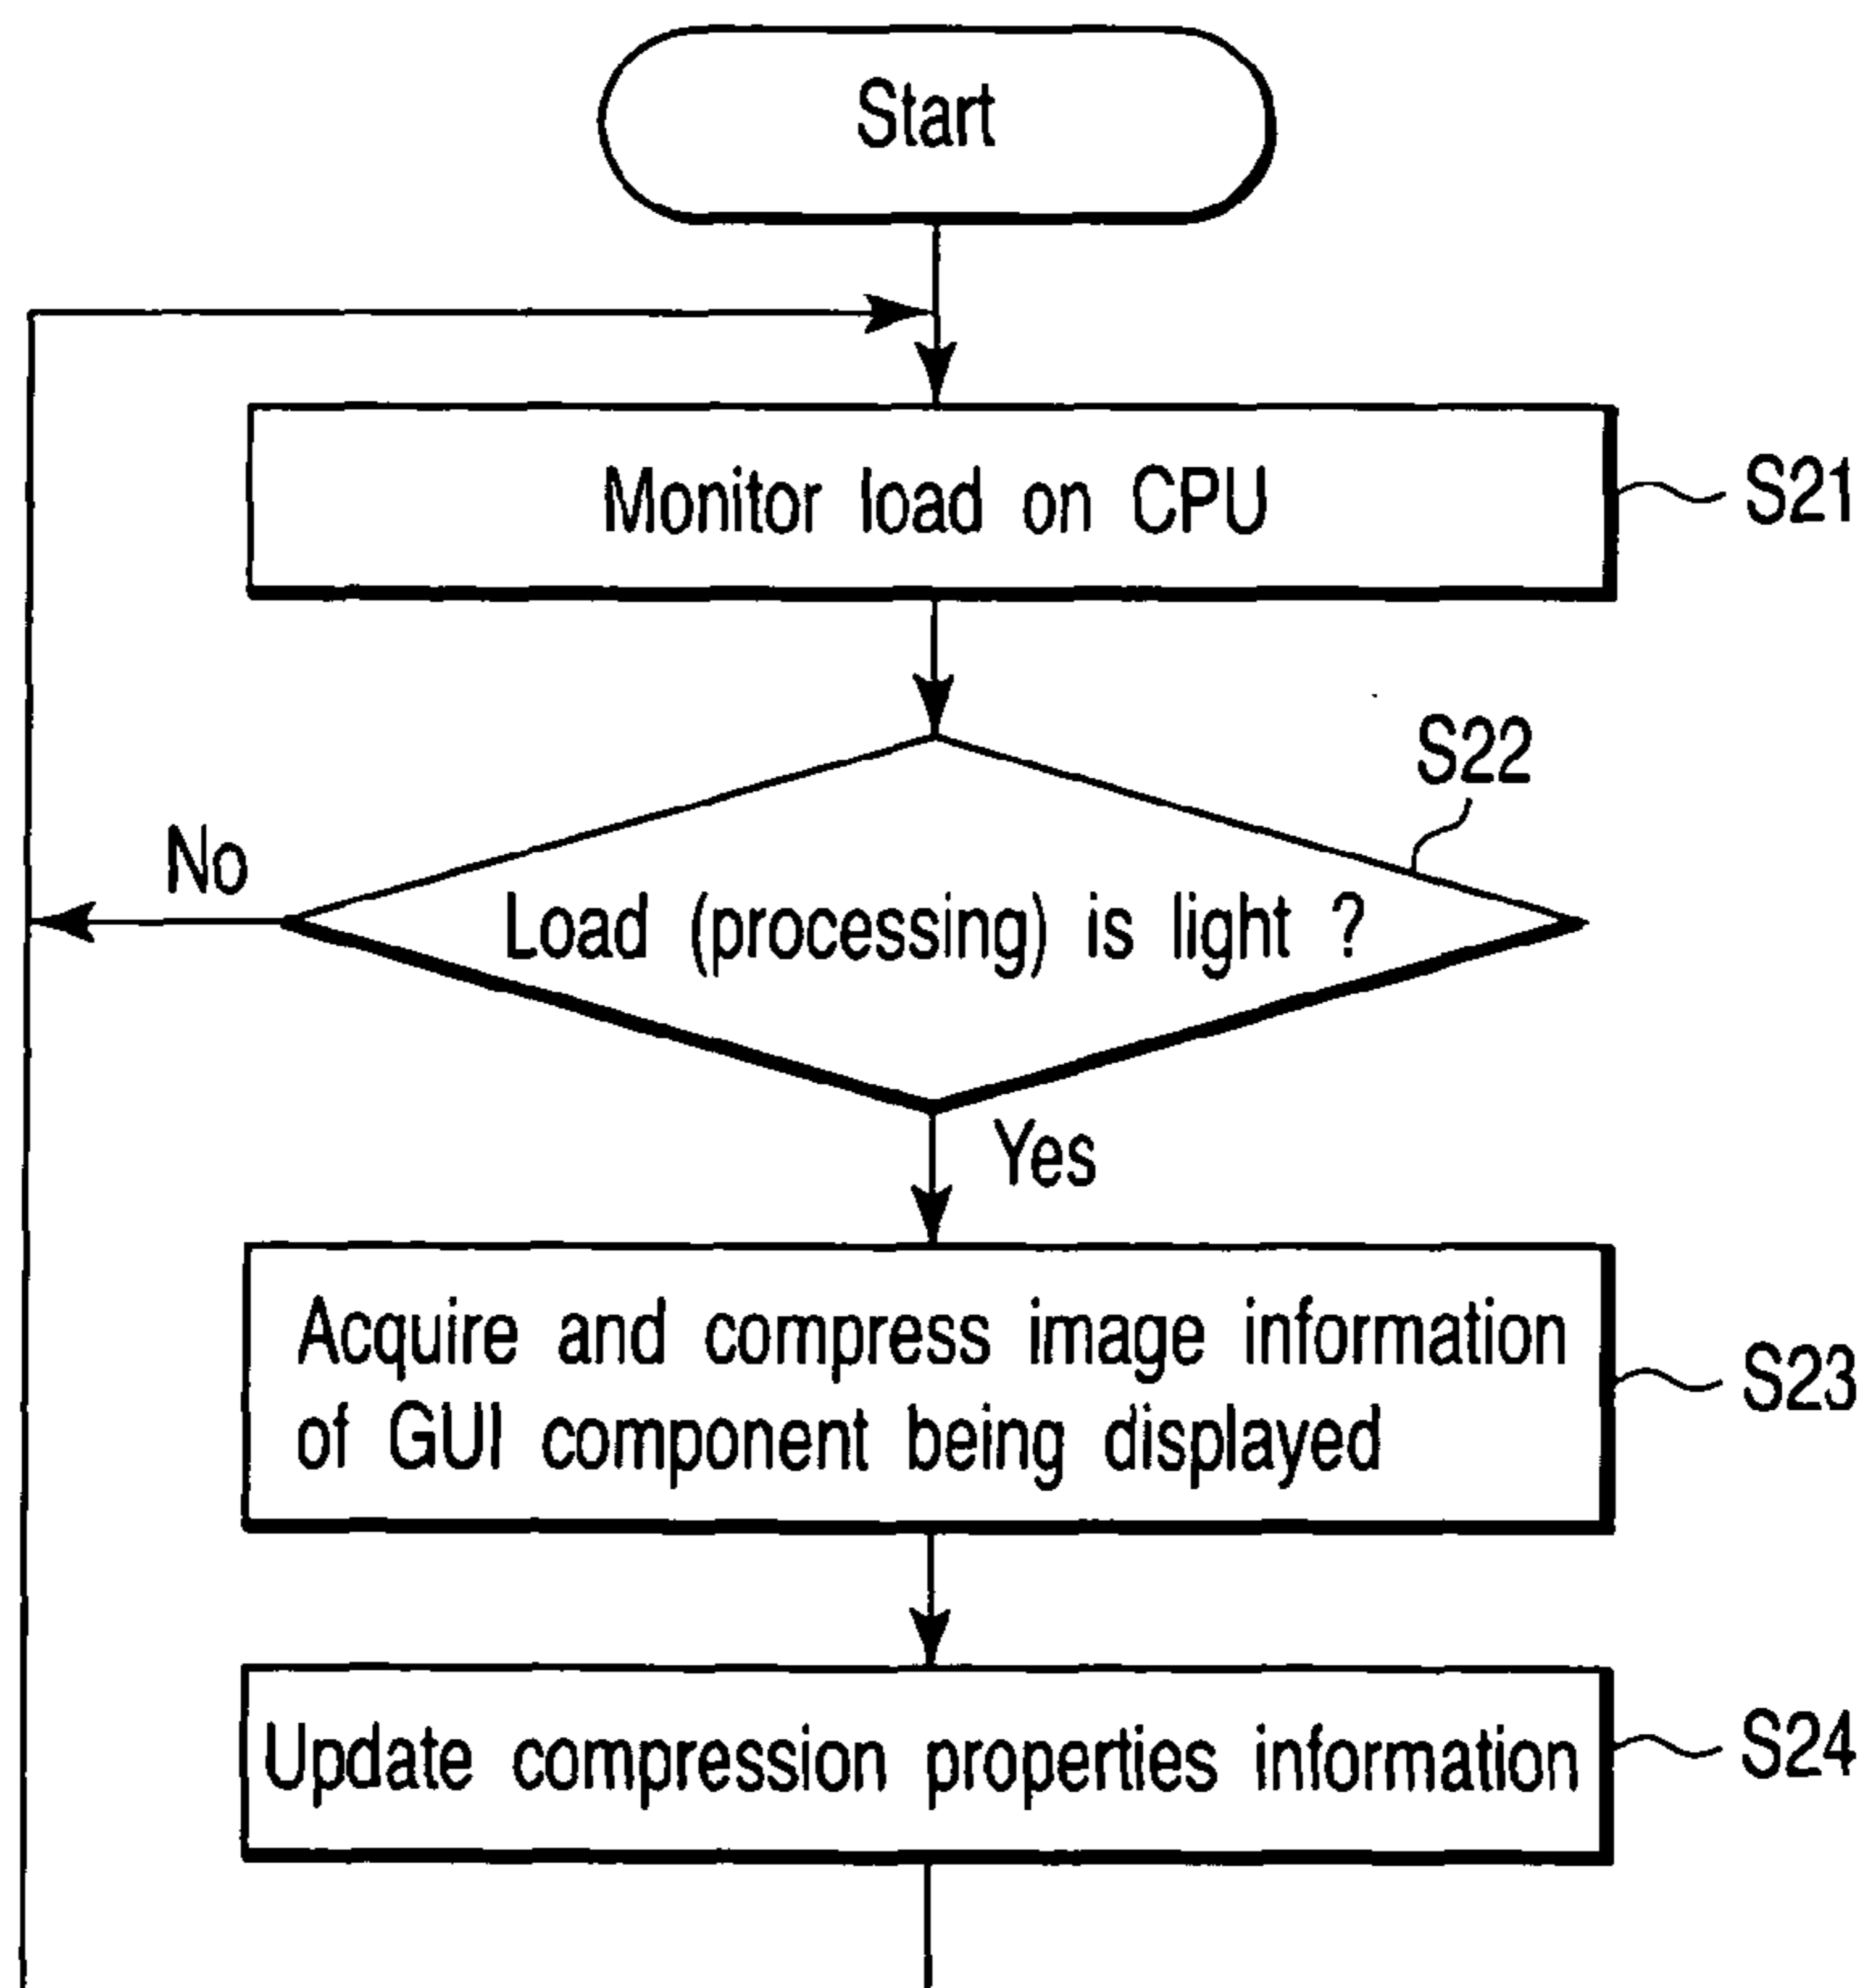 Start
Monitor load on CPU
S21
S22
No
Load (processing) is light ?
Yes
Acquire and compress image information
of GUI component being displayed
S23
Update compression properties information
S24